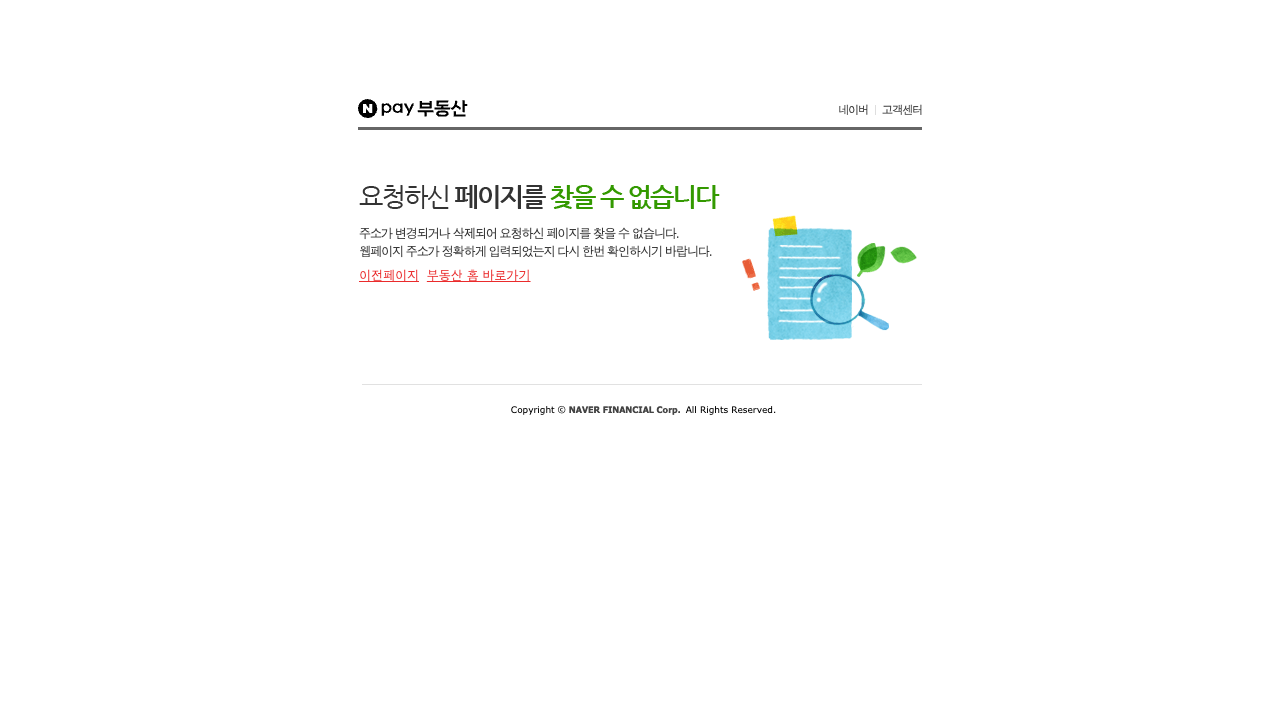 N pay 부동산
네이버 고객센터
요청하신 페이지를 찾을 수 없습니다
주소가 변경되거나 삭제되어 요청하신 페이지를 찾을 수 없습니다.
웹페이지 주소가 정확하게 입력되었는지 다시 한번 확인하시기 바랍니다.
이전페이지 부동산 홈 바로가기
Copyright © NAVER FINANCIAL Corp. All Rights Reserved.